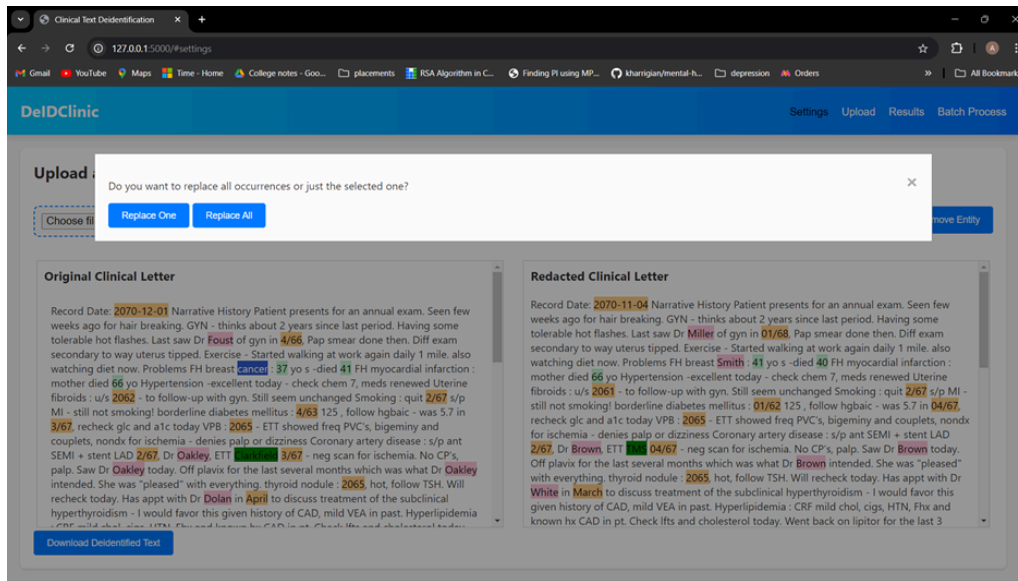 Clinical Text Deidentification
127.0.0.1:5000/#settings
Gmail YouTube Maps Time - Home College notes - Goo... placements RSA Algorithm in C... Finding PI using MP... kharrigian/mental-h... depression Orders » All Bookmark
DeIDClinic
Settings Upload Results Batch Process
Upload
Do you want to replace all occurrences or just the selected one?
×
Replace One Replace All
Choose fil
move Entity
Original Clinical Letter
Record Date: 2070-12-01 Narrative History Patient presents for an annual exam. Seen few
weeks ago for hair breaking. GYN - thinks about 2 years since last period. Having some
tolerable hot flashes. Last saw Dr Foust of gyn in 4/66, Pap smear done then. Diff exam
secondary to way uterus tipped. Exercise - Started walking at work again daily 1 mile. also
watching diet now. Problems FH breast cancer : 37 yo s -died 41 FH myocardial infarction :
mother died 66 yo Hypertension -excellent today - check chem 7, meds renewed Uterine
fibroids : u/s 2062 - to follow-up with gyn. Still seem unchanged Smoking : quit 2/67 s/p
MI - still not smoking! borderline diabetes mellitus : 4/63 125 , follow hgbaic - was 5.7 in
3/67, recheck glc and a1c today VPB : 2065 - ETT showed freq PVC's, bigeminy and
couplets, nondx for ischemia - denies palp or dizziness Coronary artery disease : s/p ant
SEMI + stent LAD 2/67, Dr Oakley, ETT Clarkfield 3/67 - neg scan for ischemia. No CP's,
palp. Saw Dr Oakley today. Off plavix for the last several months which was what Dr Oakley
intended. She was "pleased" with everything. thyroid nodule : 2065, hot, follow TSH. Will
recheck today. Has appt with Dr Dolan in April to discuss treatment of the subclinical
hyperthyroidism - I would favor this given history of CAD, mild VEA in past. Hyperlipidemia
: CRF mild chol, cigs, HTN, Fhx and known hx CAD in pt. Check lfts and cholesterol today.
Redacted Clinical Letter
Record Date: 2070-11-04 Narrative History Patient presents for an annual exam. Seen few
weeks ago for hair breaking. GYN - thinks about 2 years since last period. Having some
tolerable hot flashes. Last saw Dr Miller of gyn in 01/68, Pap smear done then. Diff exam
secondary to way uterus tipped. Exercise - Started walking at work again daily 1 mile. also
watching diet now. Problems FH breast Smith : 41 yo s -died 40 FH myocardial infarction :
mother died 66 yo Hypertension -excellent today - check chem 7, meds renewed Uterine
fibroids : u/s 2061 - to follow-up with gyn. Still seem unchanged Smoking : quit 2/67 s/p MI -
still not smoking! borderline diabetes mellitus : 01/62 125 , follow hgbaic - was 5.7 in 04/67,
recheck glc and a1c today VPB : 2065 - ETT showed freq PVC's, bigeminy and couplets, nondx
for ischemia - denies palp or dizziness Coronary artery disease : s/p ant SEMI + stent LAD
2/67, Dr Brown, ETT TMS 04/67 - neg scan for ischemia. No CP's, palp. Saw Dr Brown today.
Off plavix for the last several months which was what Dr Brown intended. She was "pleased"
with everything. thyroid nodule : 2065, hot, follow TSH. Will recheck today. Has appt with Dr
White in March to discuss treatment of the subclinical hyperthyroidism - I would favor this
given history of CAD, mild VEA in past. Hyperlipidemia : CRF mild chol, cigs, HTN, Fhx and
known hx CAD in pt. Check lfts and cholesterol today. Went back on lipitor for the last 3
Download Deidentified Text